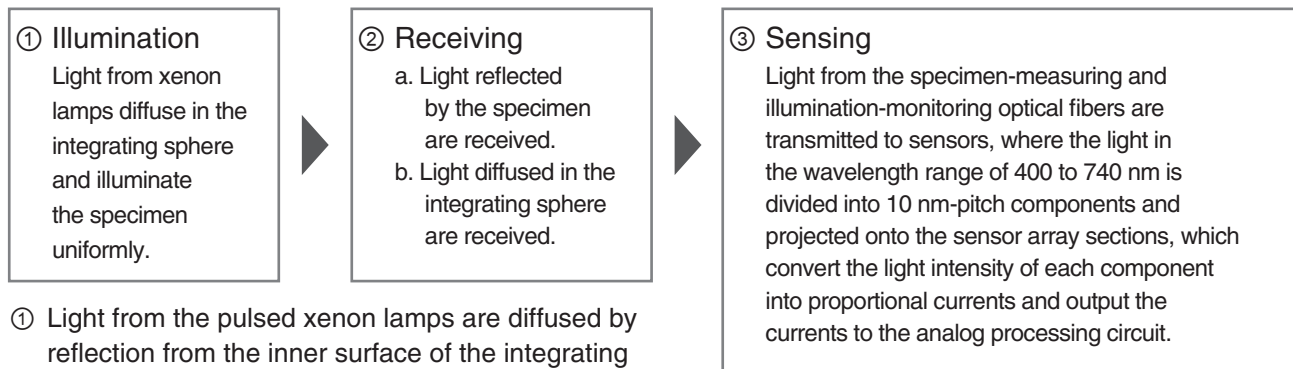 ① Illumination
Light from xenon
lamps diffuse in the
integrating sphere
and illuminate
the specimen
uniformly.
② Receiving
a. Light reflected
by the specimen
are received.
b. Light diffused in the
integrating sphere
are received.
③ Sensing
Light from the specimen-measuring and
illumination-monitoring optical fibers are
transmitted to sensors, where the light in
the wavelength range of 400 to 740 nm is
divided into 10 nm-pitch components and
projected onto the sensor array sections, which
convert the light intensity of each component
into proportional currents and output the
currents to the analog processing circuit.
① Light from the pulsed xenon lamps are diffused by
reflection from the inner surface of the integrating